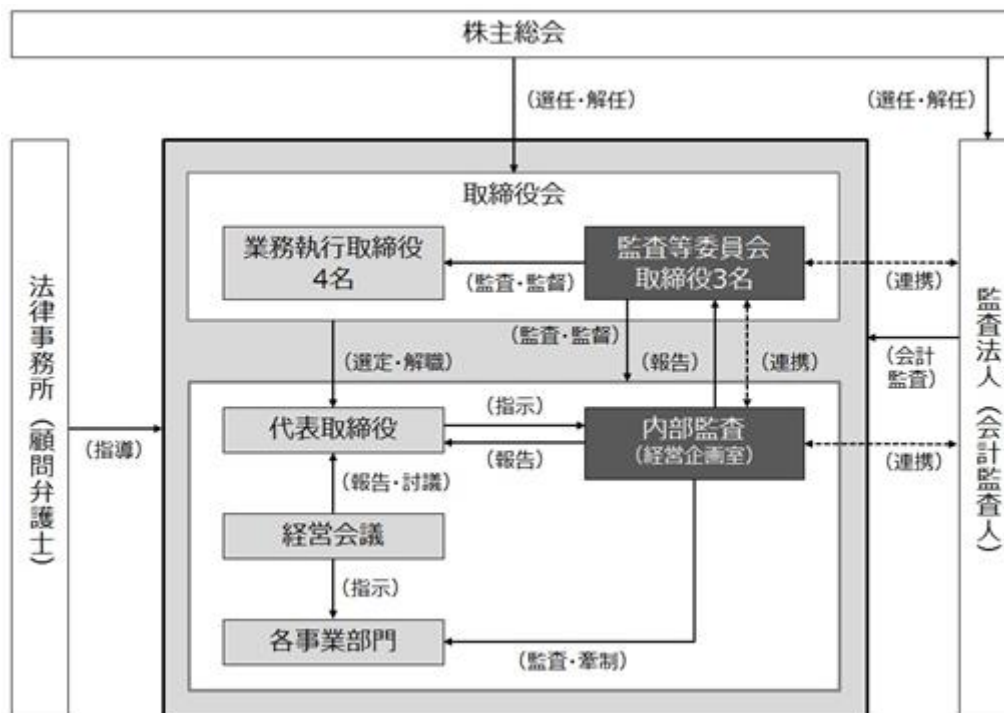 株主総会
(選任・解任)
(選任・解任)
取締役会
業務執行取締役
4名
監査等委員会
取締役3名
(監査・監督)
(連携)
(監査・監督)
(選定・解職)
(報告)
(連携)
(会計
監査)
代表取締役
(指示)
(報告)
内部監査
(経営企画室)
(連携)
(報告・討議)
経営会議
(指示)
各事業部門
(監査・牽制)
法律事務所(顧問弁護士)
(指導)
監査法人(会計監査人)